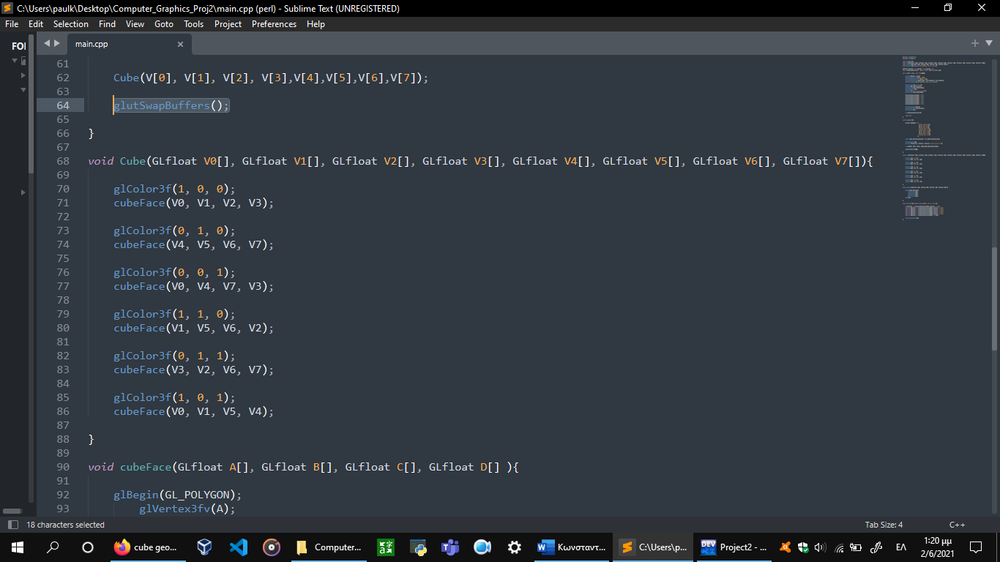 C:\Users\paulk\Desktop\Computer_Graphics_Proj2\main.cpp (perl) - Sublime Text (UNREGISTERED)
File Edit Selection Find View Goto Tools Project Preferences Help
FOL
main.cpp
61
62 Cube(V[0], V[1], V[2], V[3],V[4],V[5],V[6],V[7]);
63
64 glutSwapBuffers();
65
66 }
67
68 void Cube(GLfloat V0[], GLfloat V1[], GLfloat V2[], GLfloat V3[], GLfloat V4[], GLfloat V5[], GLfloat V6[], GLfloat V7[]){
69
70 glColor3f(1, 0, 0);
71 cubeFace(V0, V1, V2, V3);
72
73 glColor3f(0, 1, 0);
74 cubeFace(V4, V5, V6, V7);
75
76 glColor3f(0, 0, 1);
77 cubeFace(V0, V4, V7, V3);
78
79 glColor3f(1, 1, 0);
80 cubeFace(V1, V5, V6, V2);
81
82 glColor3f(0, 1, 1);
83 cubeFace(V3, V2, V6, V7);
84
85 glColor3f(1, 0, 1);
86 cubeFace(V0, V1, V5, V4);
87
88 }
89
90 void cubeFace(GLfloat A[], GLfloat B[], GLfloat C[], GLfloat D[] ){
91
92 glBegin(GL_POLYGON);
93 glVertex3fv(A);
18 characters selected Tab Size: 4 C++
cube geo... Computer... Κωνσταντ... C:\Users\p... DEV Project2 - ... ΕΛ 1:20 μμ
2/6/2021